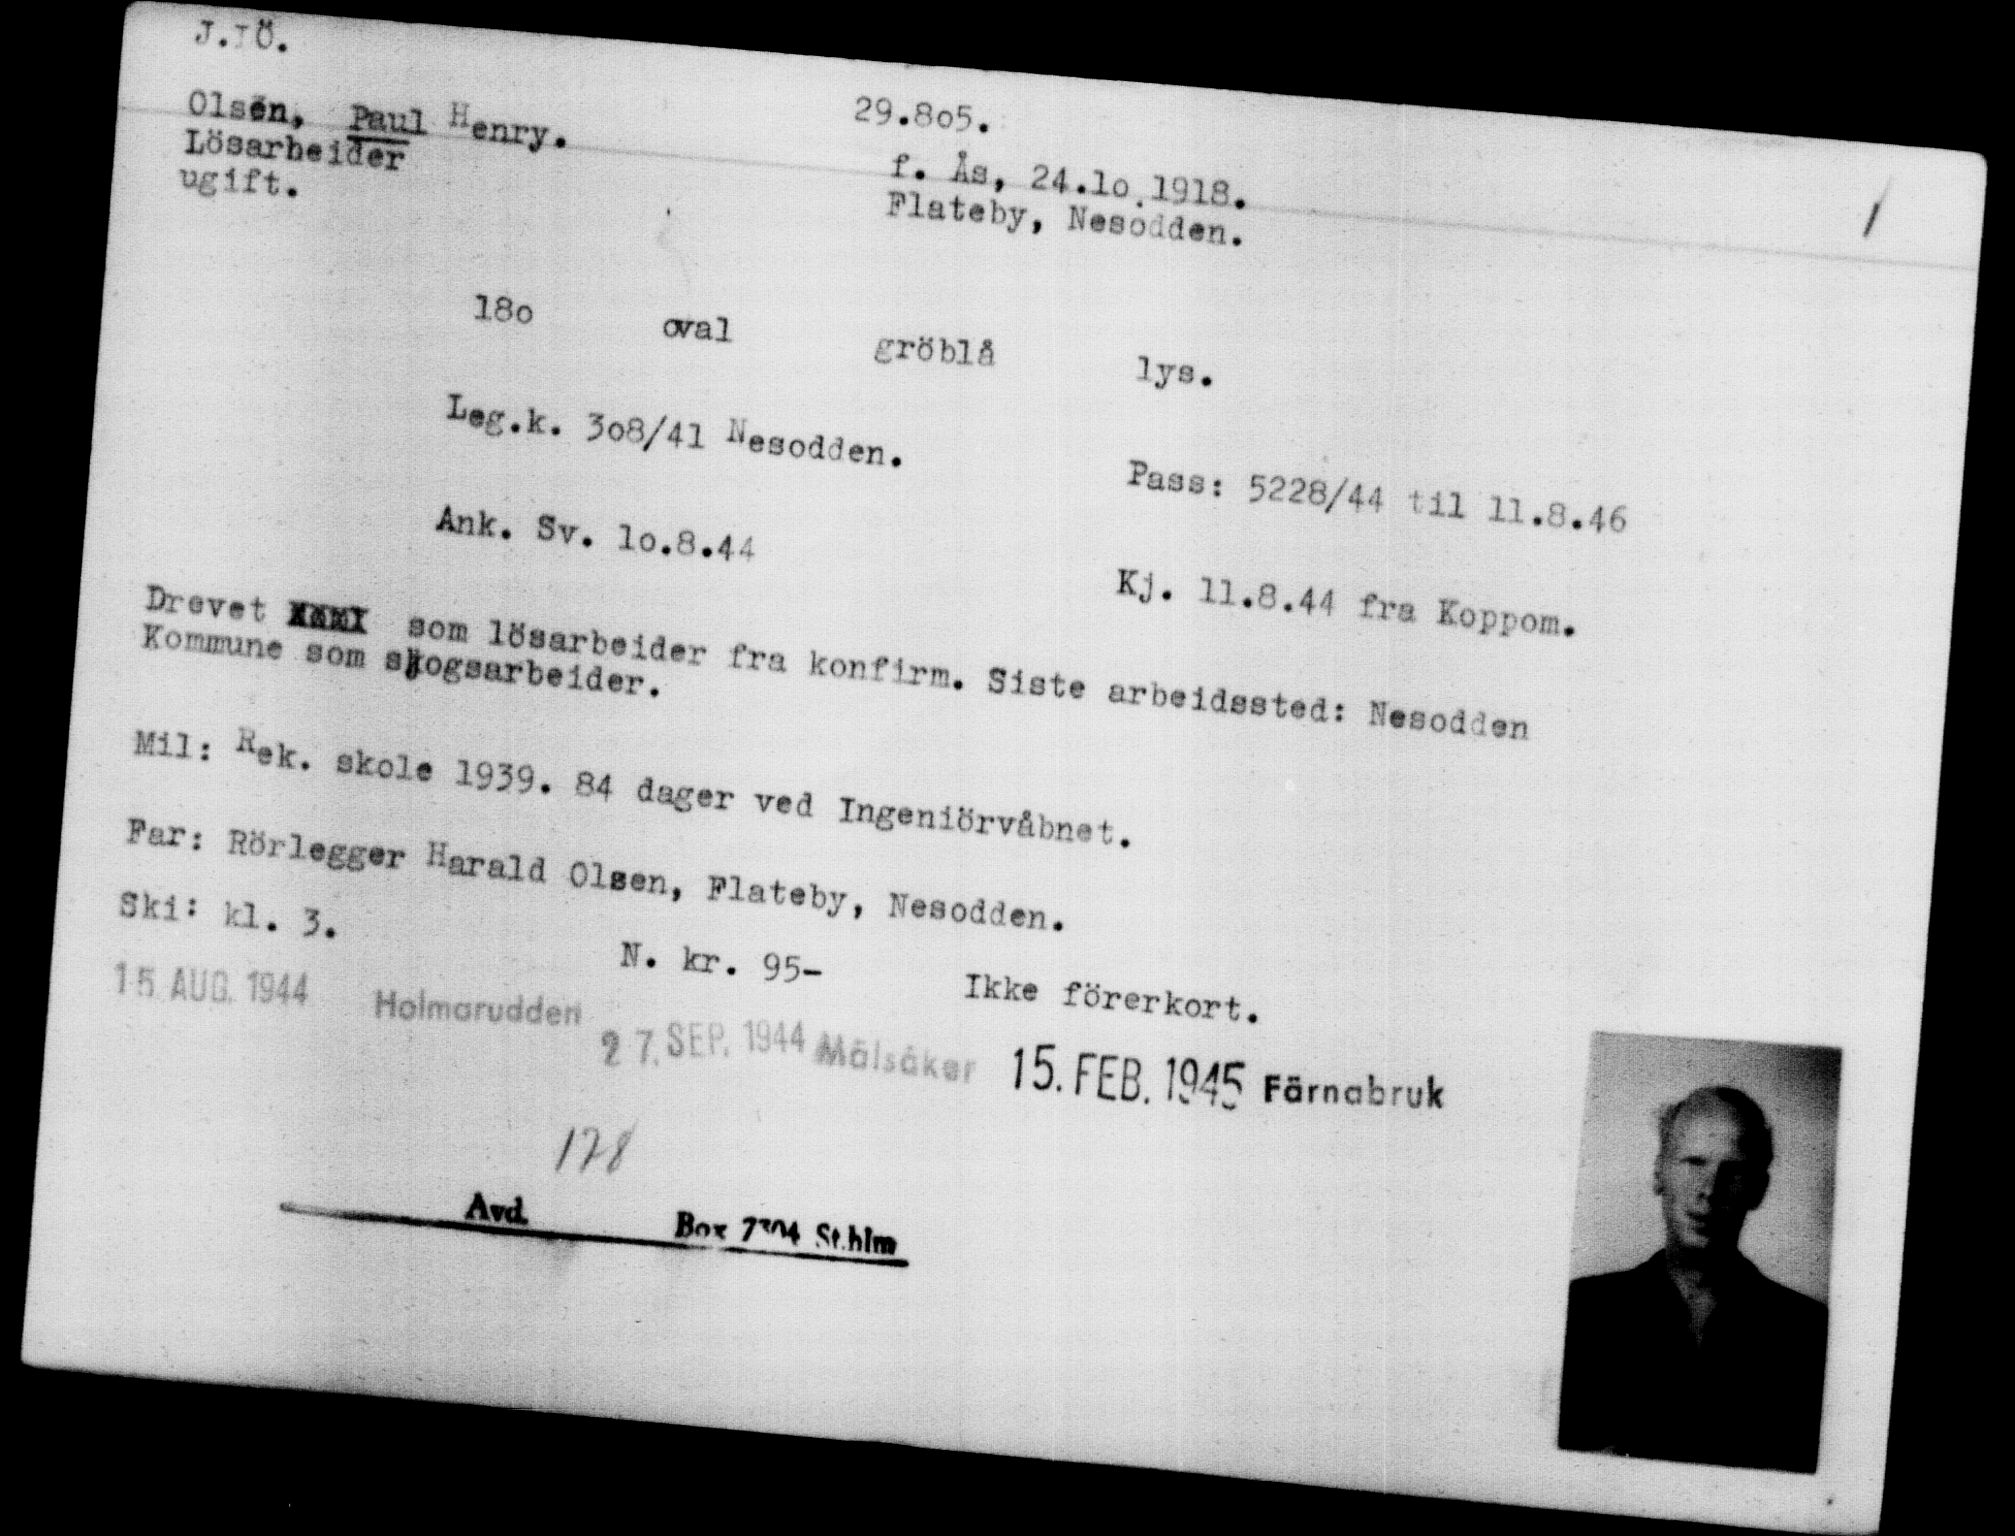 J.JÖ.
Olsen, Paul Henry. 29.8o5.
Lösarbeider f. Ås, 24.1o.1918. 1
ugift. Flateby, Nesodden.
18o oval gröblå lys.
Leg.k. 3o8/41 Nesodden. Pass: 5228/44 til 11.8.46
Ank. Sv. 1o.8.44 Kj. 11.8.44 fra Koppom.
Drevet som lösarbeider fra konfirm. Siste arbeidssted: Nesodden
Kommune som skogsarbeider.
Mil: Rek. skole 1939. 84 dager ved Ingeniörvåbnet.
Far: Rörlegger Harald Olsen, Flateby, Nesodden.
Ski: kl. 3. N. kr. 95- Ikke förerkort.
15. AUG. 1944 Holmarudden 27. SEP. 1944 Mälsåker 15. FEB. 1945 Färnabruk
178
Avd. Box 7304 St.hlm